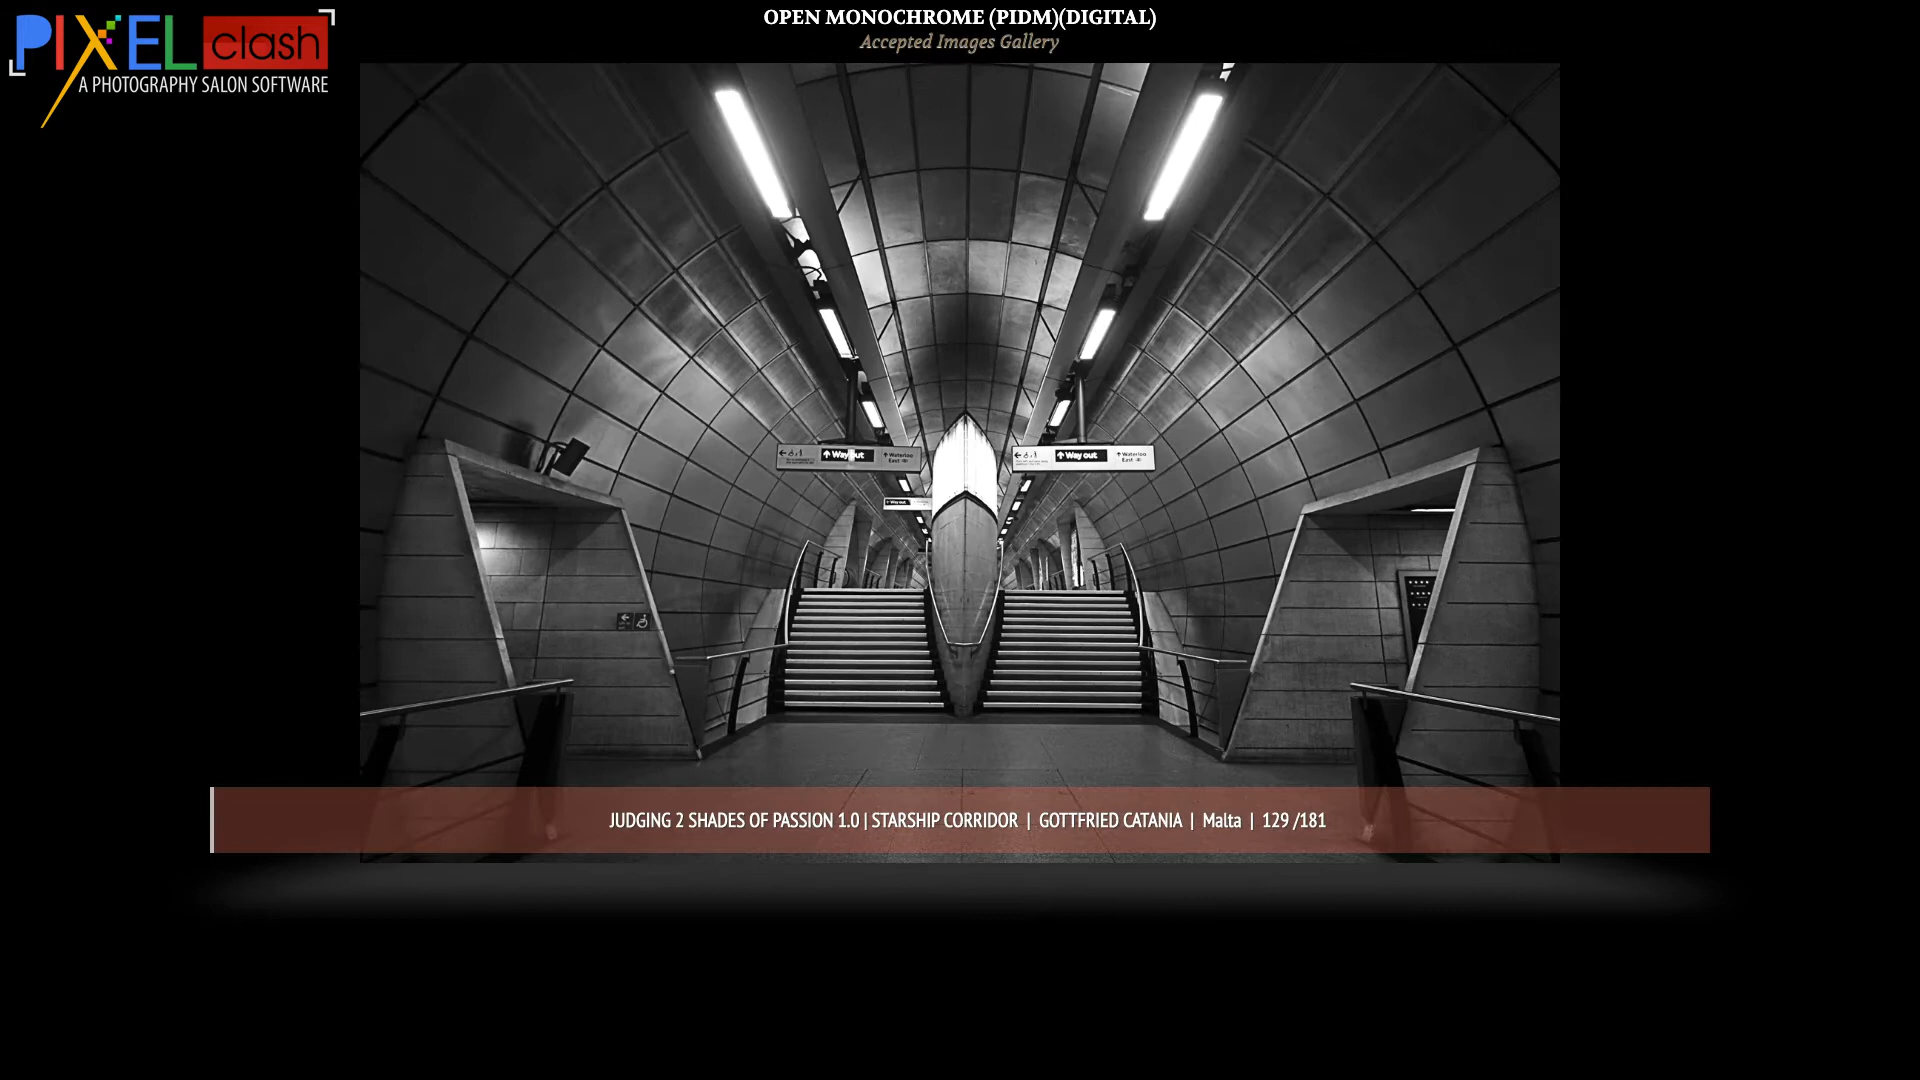 PIXEL clash
A PHOTOGRAPHY SALON SOFTWARE
OPEN MONOCHROME (PIDM)(DIGITAL)
Accepted Images Gallery
Way out
Waterloo
East
Way out
Waterloo
East
Way out
JUDGING 2 SHADES OF PASSION 1.0 | STARSHIP CORRIDOR | GOTTFRIED CATANIA | Malta | 129 /181